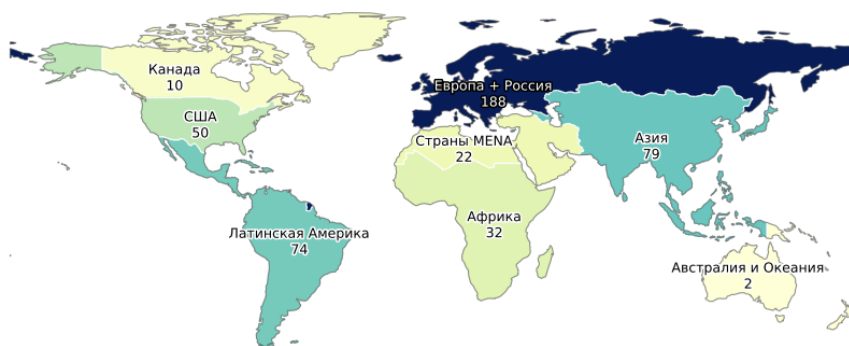 Канада
10
США
50
Европа + Россия
188
Страны MENA
22
Азия
79
Африка
32
Латинская Америка
74
Австралия и Океания
2